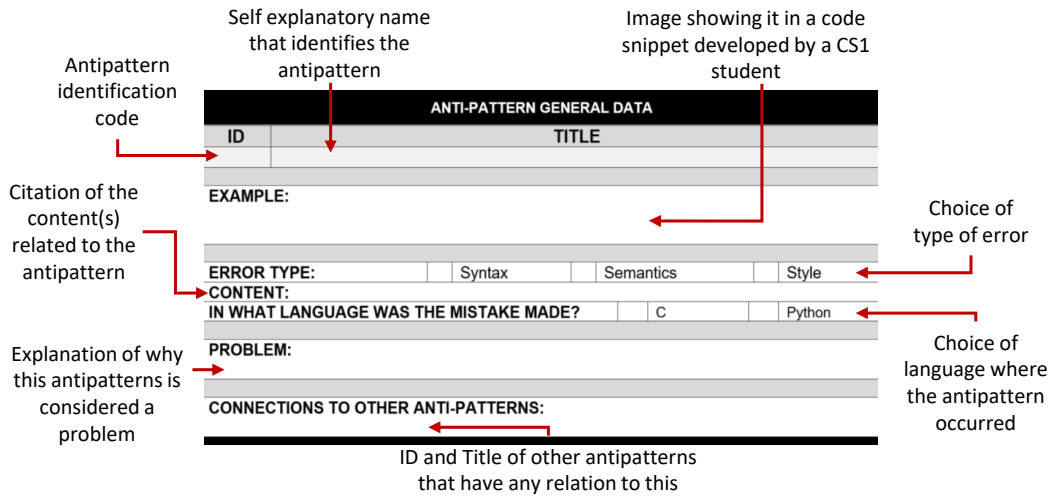 Self explanatory name
that identifies the
antipattern
Image showing it in a code
snippet developed by a CS1
student
Antipattern
identification
code
ANTI-PATTERN GENERAL DATA
ID TITLE
Citation of the
content(s)
related to the
antipattern
EXAMPLE:
Choice of
type of error
ERROR TYPE: Syntax Semantics Style
CONTENT:
IN WHAT LANGUAGE WAS THE MISTAKE MADE? C Python
Explanation of why
this antipatterns is
considered a
problem
PROBLEM:
Choice of
language where
the antipattern
occurred
CONNECTIONS TO OTHER ANTI-PATTERNS:
ID and Title of other antipatterns
that have any relation to this